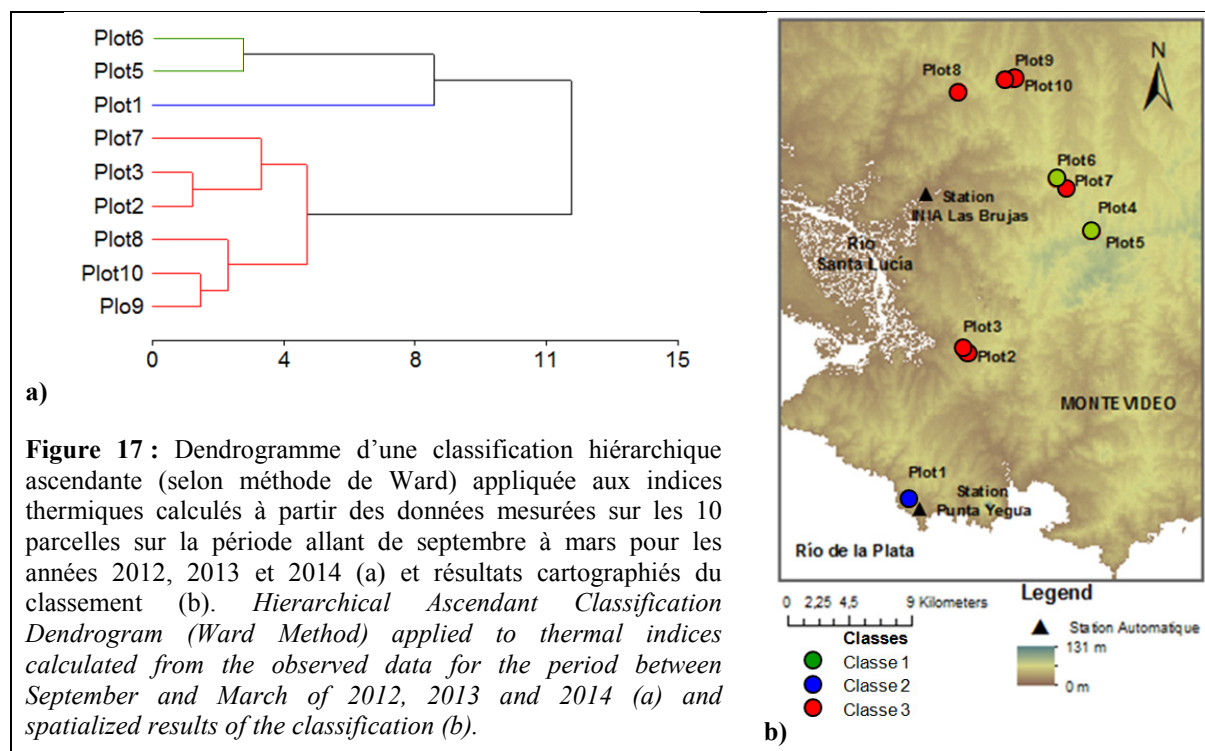 Plot6
Plot5
Plot1
Plot7
Plot3
Plot2
Plot8
Plot10
Plo9
0 4 8 11 15
a)
Figure 17 : Dendrogramme d’une classification hiérarchique
ascendante (selon méthode de Ward) appliquée aux indices
thermiques calculés à partir des données mesurées sur les 10
parcelles sur la période allant de septembre à mars pour les
années 2012, 2013 et 2014 (a) et résultats cartographiés du
classement (b). Hierarchical Ascendant Classification
Dendrogram (Ward Method) applied to thermal indices
calculated from the observed data for the period between
September and March of 2012, 2013 and 2014 (a) and
spatialized results of the classification (b).
N
Plot9
Plot8
Plot10
Plot6
Plot7
Station
INIA Las Brujas
Plot4
Plot5
Río
Santa Lucía
Plot3
Plot2
MONTEVIDEO
Plot1
Station
Punta Yegua
Río de la Plata
0 2,25 4,5 9 Kilometers
Legend
Station Automatique
131 m
0 m
Classes
Classe 1
Classe 2
Classe 3
b)